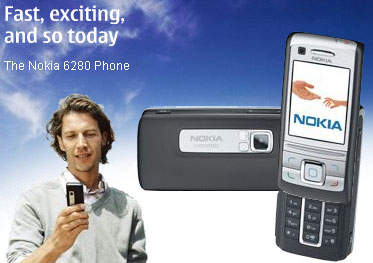 Fast, exciting,
and so today
The Nokia 6280 Phone
NOKIA
NOKIA